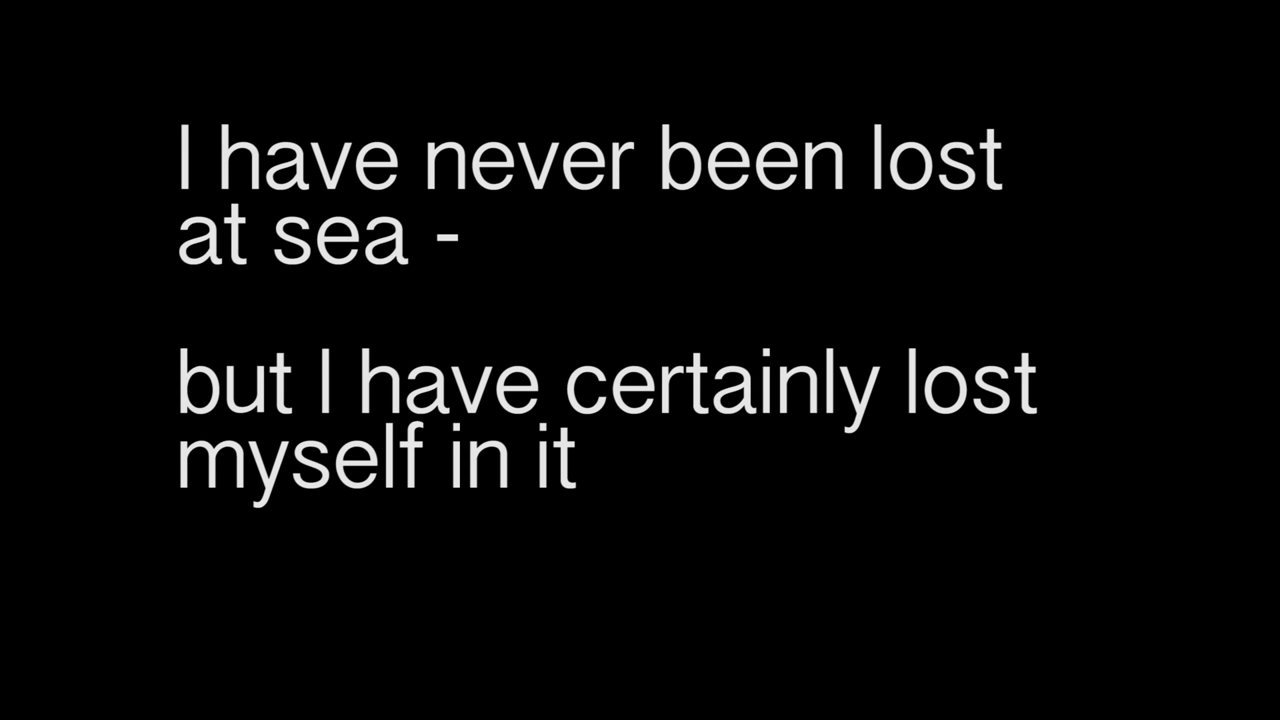 I have never been lost
at sea -
but I have certainly lost
myself in it